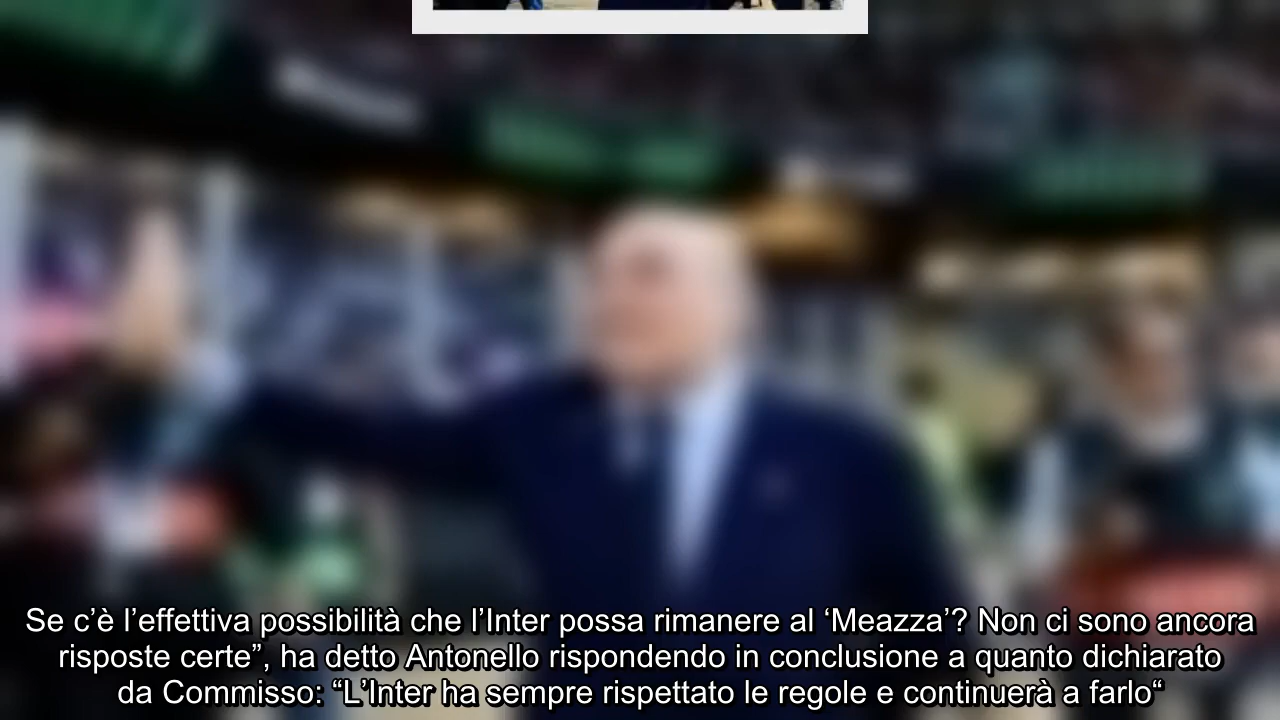 Se c’è l’effettiva possibilità che l’Inter possa rimanere al ‘Meazza’? Non ci sono ancora
risposte certe”, ha detto Antonello rispondendo in conclusione a quanto dichiarato
da Commisso: “L’Inter ha sempre rispettato le regole e continuerà a farlo“